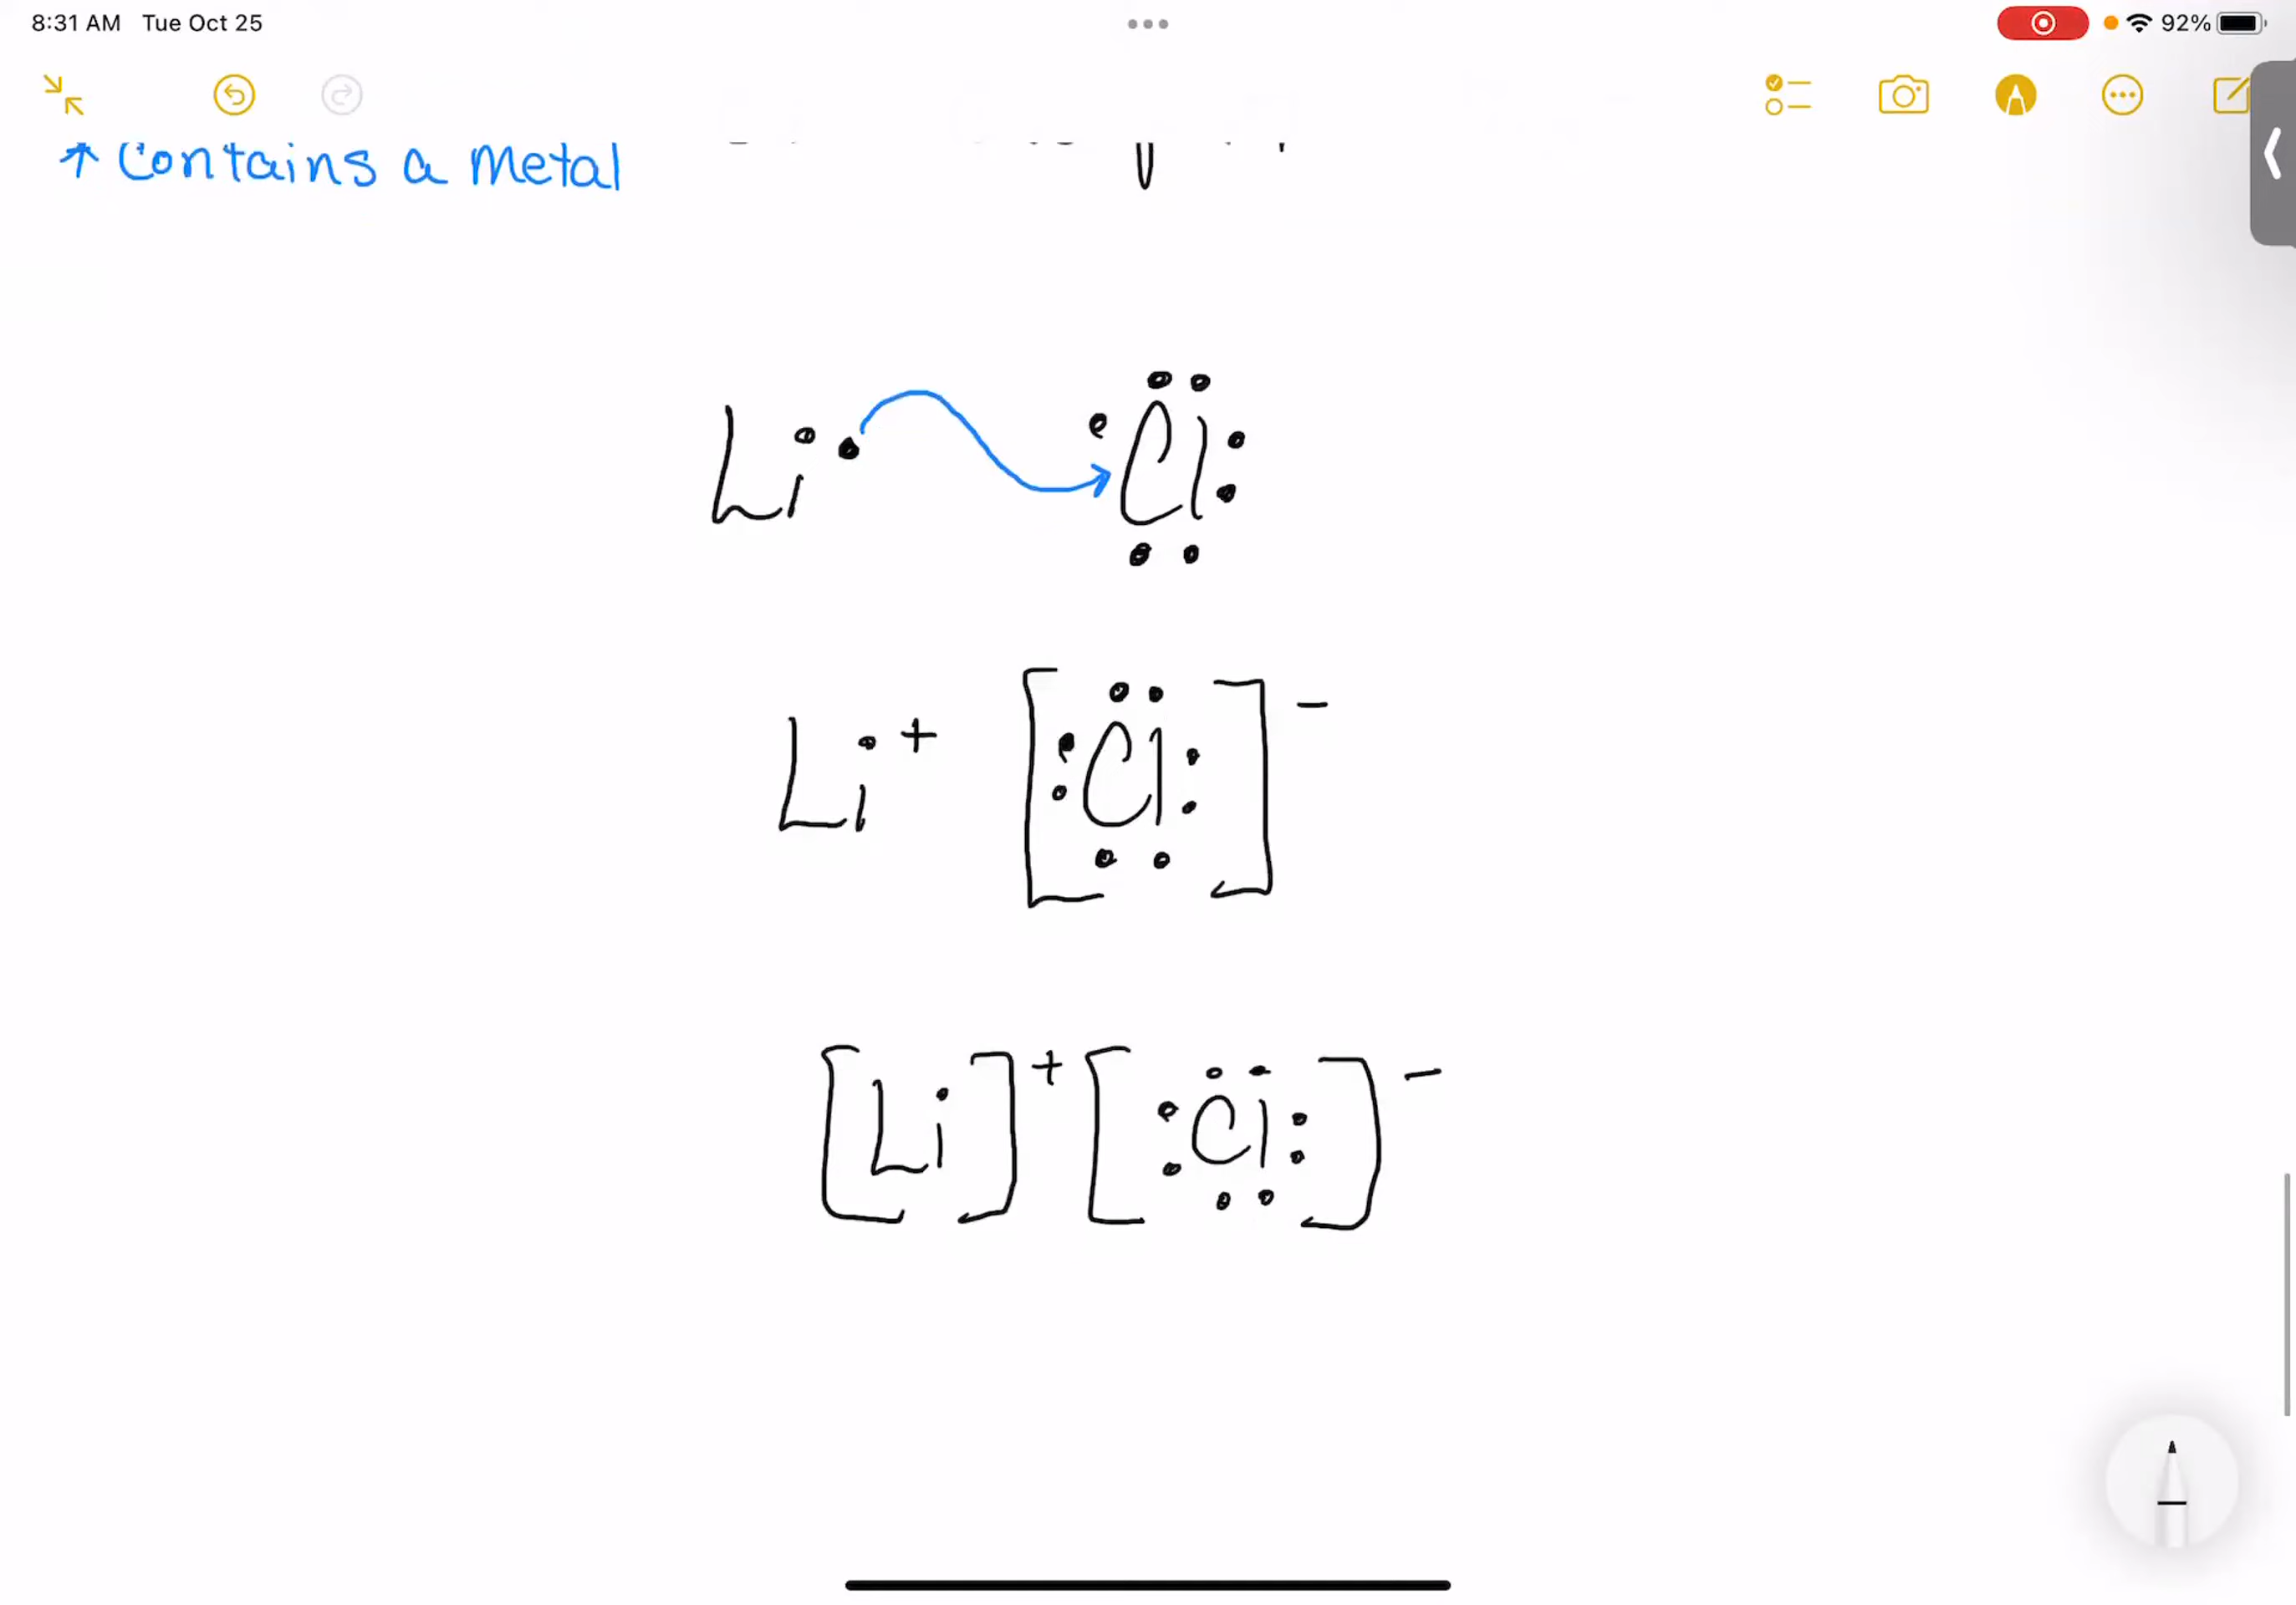 8:31 AM Tue Oct 25
92%
↑ Contains a metal
Li Cl
Li + [Cl] −
[Li] + [Cl] −